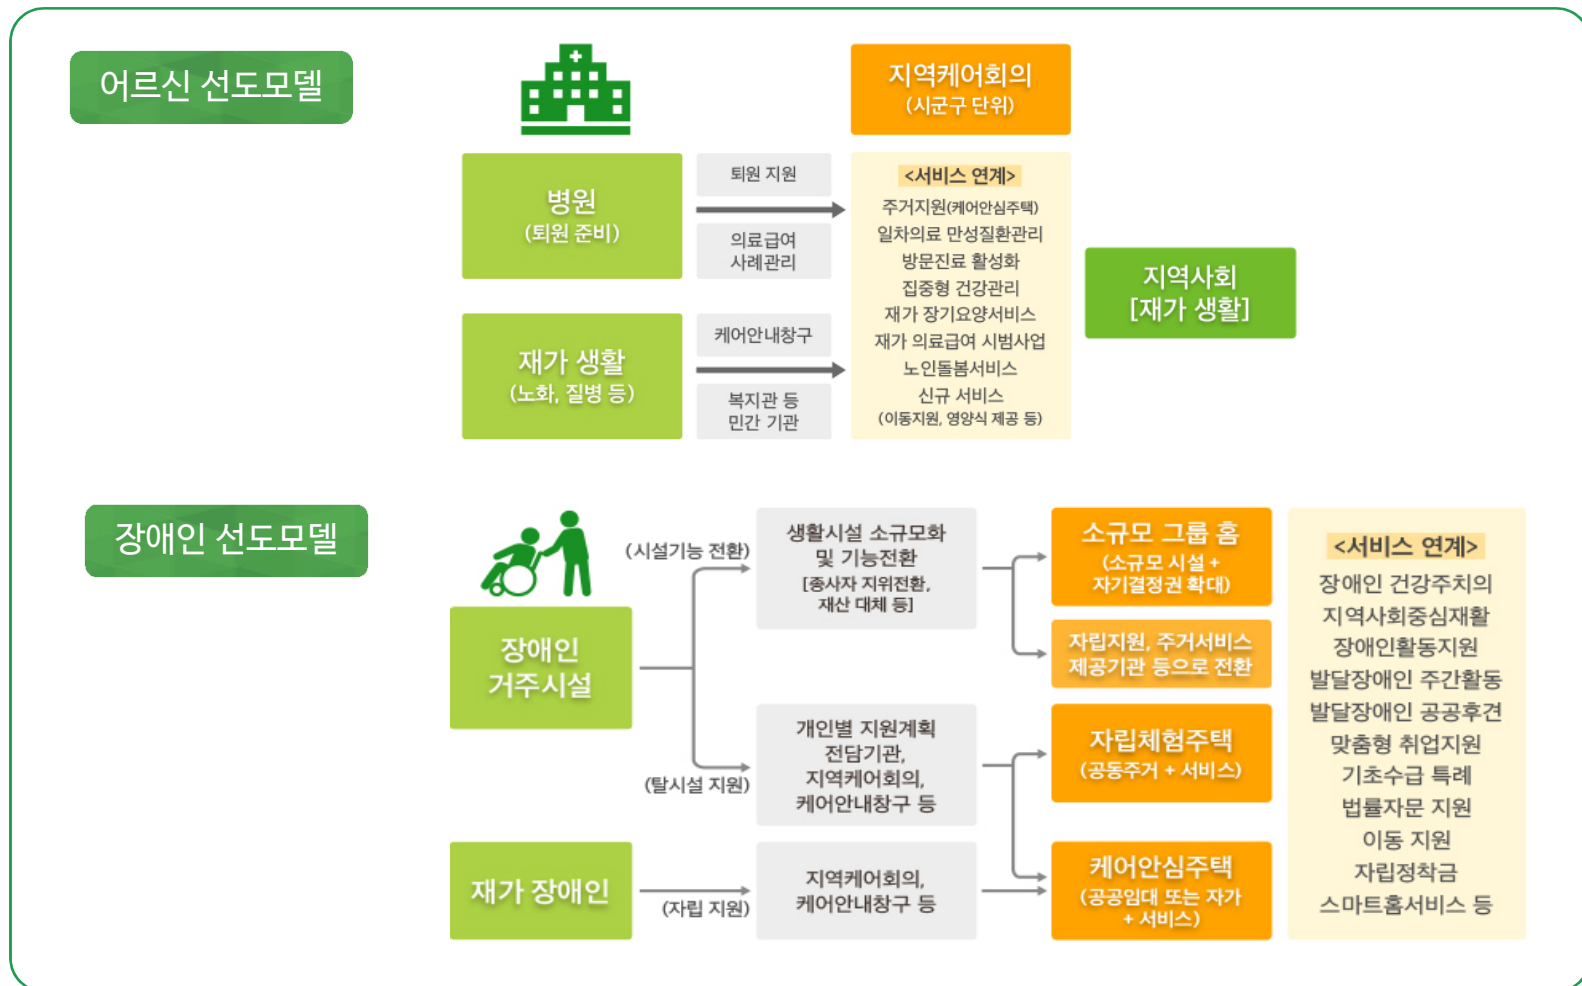 어르신 선도모델
지역케어회의
(시군구 단위)
병원
(퇴원 준비)
퇴원 지원
의료급여
사례관리
재가 생활
(노화, 질병 등)
케어안내창구
복지관 등
민간 기관
<서비스 연계>
주거지원(케어안심주택)
일차의료 만성질환관리
방문진료 활성화
집중형 건강관리
재가 장기요양서비스
재가 의료급여 시범사업
노인돌봄서비스
신규 서비스
(이동지원, 영양식 제공 등)
지역사회
[재가 생활]
장애인 선도모델
장애인
거주시설
(시설기능 전환)
생활시설 소규모화
및 기능전환
[종사자 지위전환,
재산 대체 등]
소규모 그룹 홈
(소규모 시설 +
자기결정권 확대)
자립지원, 주거서비스
제공기관 등으로 전환
(탈시설 지원)
개인별 지원계획
전담기관,
지역케어회의,
케어안내창구 등
자립체험주택
(공동주거 + 서비스)
재가 장애인
(자립 지원)
지역케어회의,
케어안내창구 등
케어안심주택
(공공임대 또는 자가
+ 서비스)
<서비스 연계>
장애인 건강주치의
지역사회중심재활
장애인활동지원
발달장애인 주간활동
발달장애인 공공후견
맞춤형 취업지원
기초수급 특례
법률자문 지원
이동 지원
자립정착금
스마트홈서비스 등